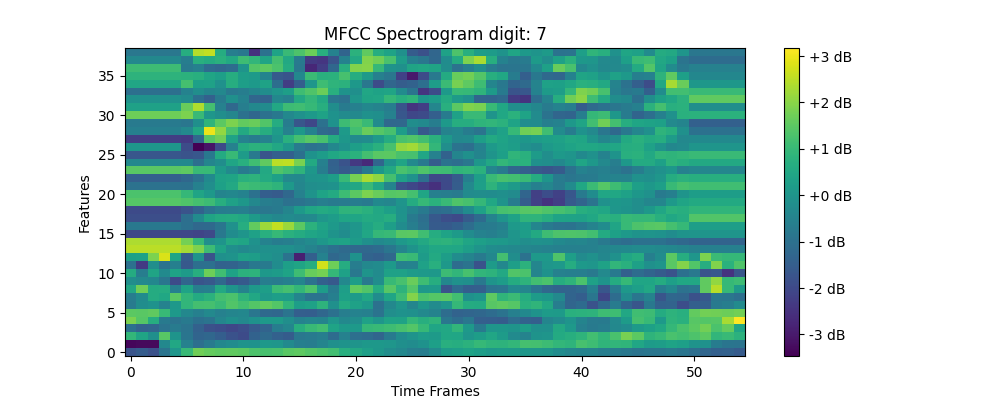 MFCC Spectrogram digit: 7
35
30
25
20
15
10
5
0
Features
0 10 20 30 40 50
Time Frames
+3 dB
+2 dB
+1 dB
+0 dB
-1 dB
-2 dB
-3 dB